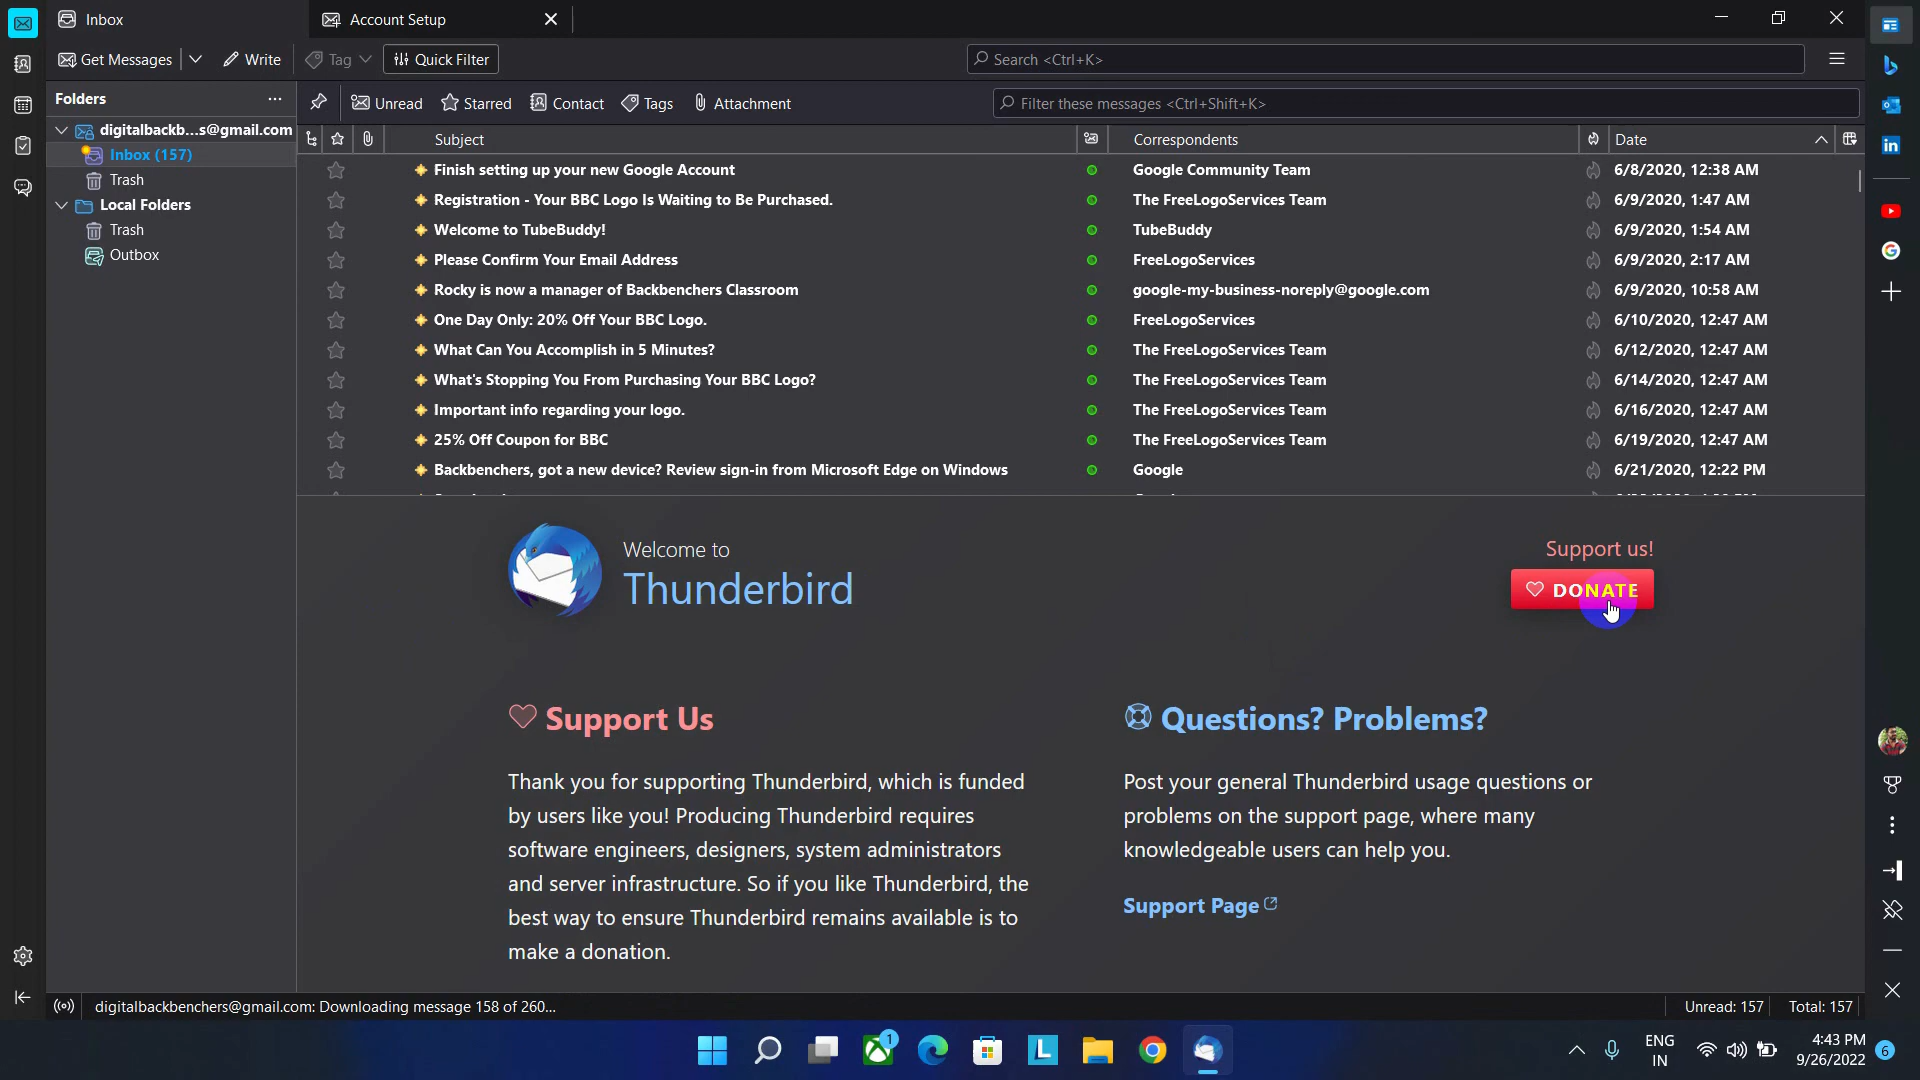 Inbox
Account Setup
Get Messages
Write
Tag
Quick Filter
Search <Ctrl+K>
Folders
Unread
Starred
Contact
Tags
Attachment
Filter these messages <Ctrl+Shift+K>
digitalbackb...s@gmail.com
Inbox (157)
Trash
Local Folders
Trash
Outbox
Subject Correspondents Date
Finish setting up your new Google Account Google Community Team 6/8/2020, 12:38 AM
Registration - Your BBC Logo Is Waiting to Be Purchased. The FreeLogoServices Team 6/9/2020, 1:47 AM
Welcome to TubeBuddy! TubeBuddy 6/9/2020, 1:54 AM
Please Confirm Your Email Address FreeLogoServices 6/9/2020, 2:17 AM
Rocky is now a manager of Backbenchers Classroom google-my-business-noreply@google.com 6/9/2020, 10:58 AM
One Day Only: 20% Off Your BBC Logo. FreeLogoServices 6/10/2020, 12:47 AM
What Can You Accomplish in 5 Minutes? The FreeLogoServices Team 6/12/2020, 12:47 AM
What's Stopping You From Purchasing Your BBC Logo? The FreeLogoServices Team 6/14/2020, 12:47 AM
Important info regarding your logo. The FreeLogoServices Team 6/16/2020, 12:47 AM
25% Off Coupon for BBC The FreeLogoServices Team 6/19/2020, 12:47 AM
Backbenchers, got a new device? Review sign-in from Microsoft Edge on Windows Google 6/21/2020, 12:22 PM
Welcome to
Thunderbird
Support us!
DONATE
Support Us
Thank you for supporting Thunderbird, which is funded
by users like you! Producing Thunderbird requires
software engineers, designers, system administrators
and server infrastructure. So if you like Thunderbird, the
best way to ensure Thunderbird remains available is to
make a donation.
Questions? Problems?
Post your general Thunderbird usage questions or
problems on the support page, where many
knowledgeable users can help you.
Support Page
digitalbackbenchers@gmail.com: Downloading message 158 of 260...
Unread: 157
Total: 157
1
L
ENG
IN
4:43 PM
9/26/2022
6